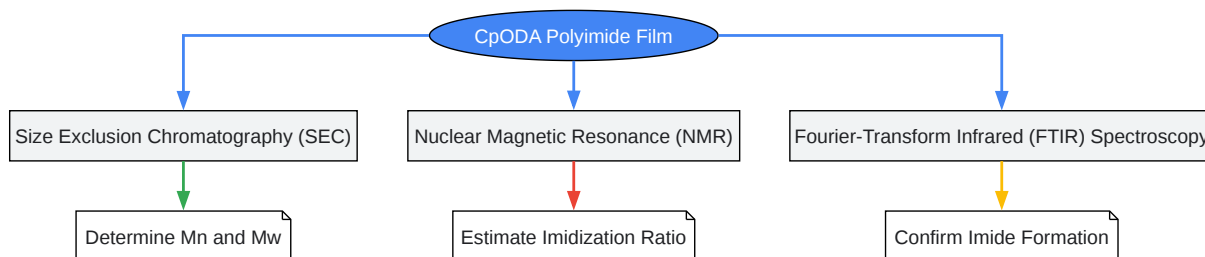 CpODA Polyimide Film
Size Exclusion Chromatography (SEC)
Nuclear Magnetic Resonance (NMR)
Fourier-Transform Infrared (FTIR) Spectroscopy
Determine Mn and Mw
Estimate Imidization Ratio
Confirm Imide Formation